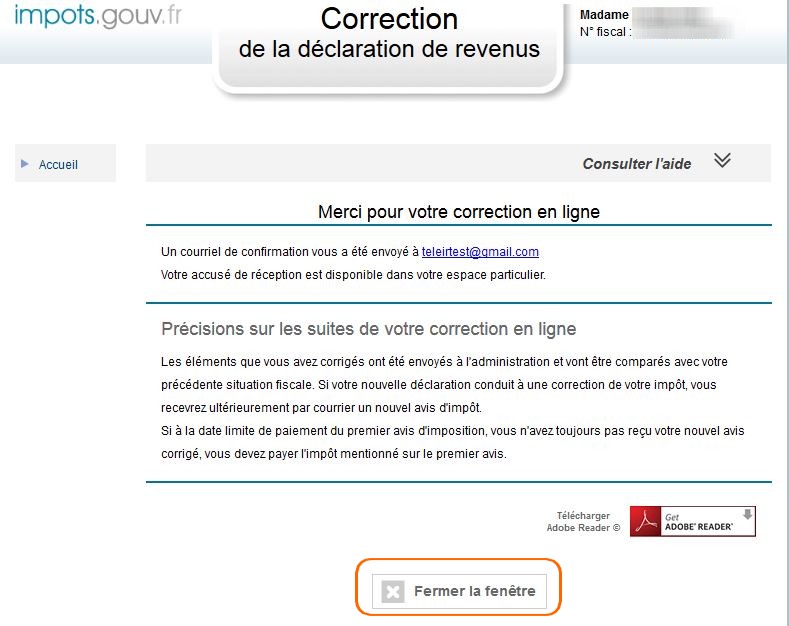 impots.gouv.fr
Correction
de la déclaration de revenus
Madame
N° fiscal :
Accueil
Consulter l'aide
Merci pour votre correction en ligne
Un courriel de confirmation vous a été envoyé à teleirtest@gmail.com
Votre accusé de réception est disponible dans votre espace particulier.
Précisions sur les suites de votre correction en ligne
Les éléments que vous avez corrigés ont été envoyés à l'administration et vont être comparés avec votre
précédente situation fiscale. Si votre nouvelle déclaration conduit à une correction de votre impôt, vous
recevrez ultérieurement par courrier un nouvel avis d'impôt.
Si à la date limite de paiement du premier avis d'imposition, vous n'avez toujours pas reçu votre nouvel avis
corrigé, vous devez payer l'impôt mentionné sur le premier avis.
Télécharger
Adobe Reader ©
Get
ADOBE® READER®
Fermer la fenêtre